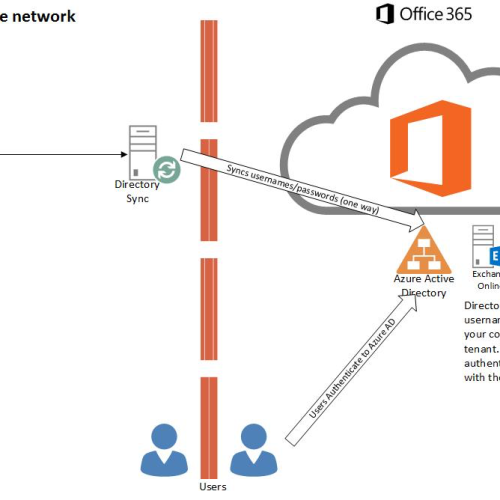 e network
Office 365
Directory
Sync
Syncs usernames/passwords (one way)
Azure Active
Directory
Exchan
Online
E
Directo
usernam
your co
tenant.
authent
with the
Users Authenticate to Azure AD
Users